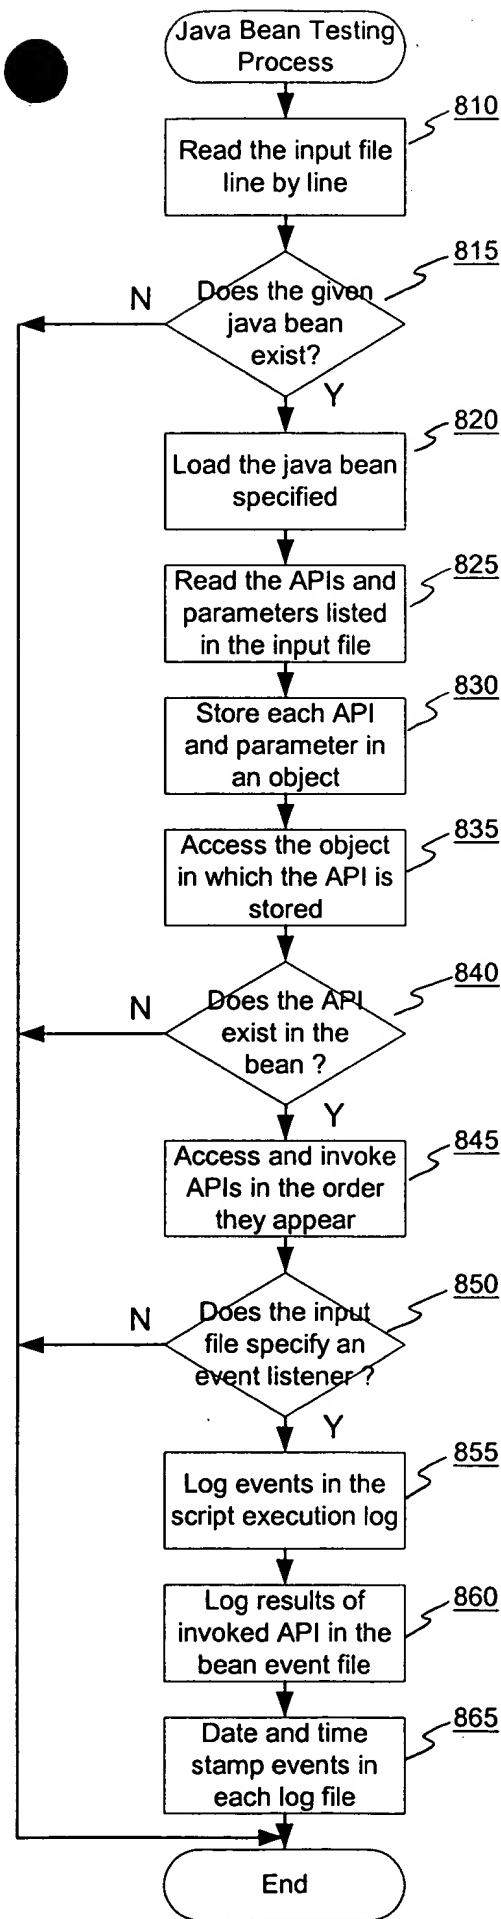 Java Bean Testing
Process
810
Read the input file
line by line
815
N
Does the given
java bean
exist?
Y
820
Load the java bean
specified
825
Read the APIs and
parameters listed
in the input file
830
Store each API
and parameter in
an object
835
Access the object
in which the API is
stored
840
N
Does the API
exist in the
bean ?
Y
845
Access and invoke
APIs in the order
they appear
850
N
Does the input
file specify an
event listener ?
Y
855
Log events in the
script execution log
860
Log results of
invoked API in the
bean event file
865
Date and time
stamp events in
each log file
End